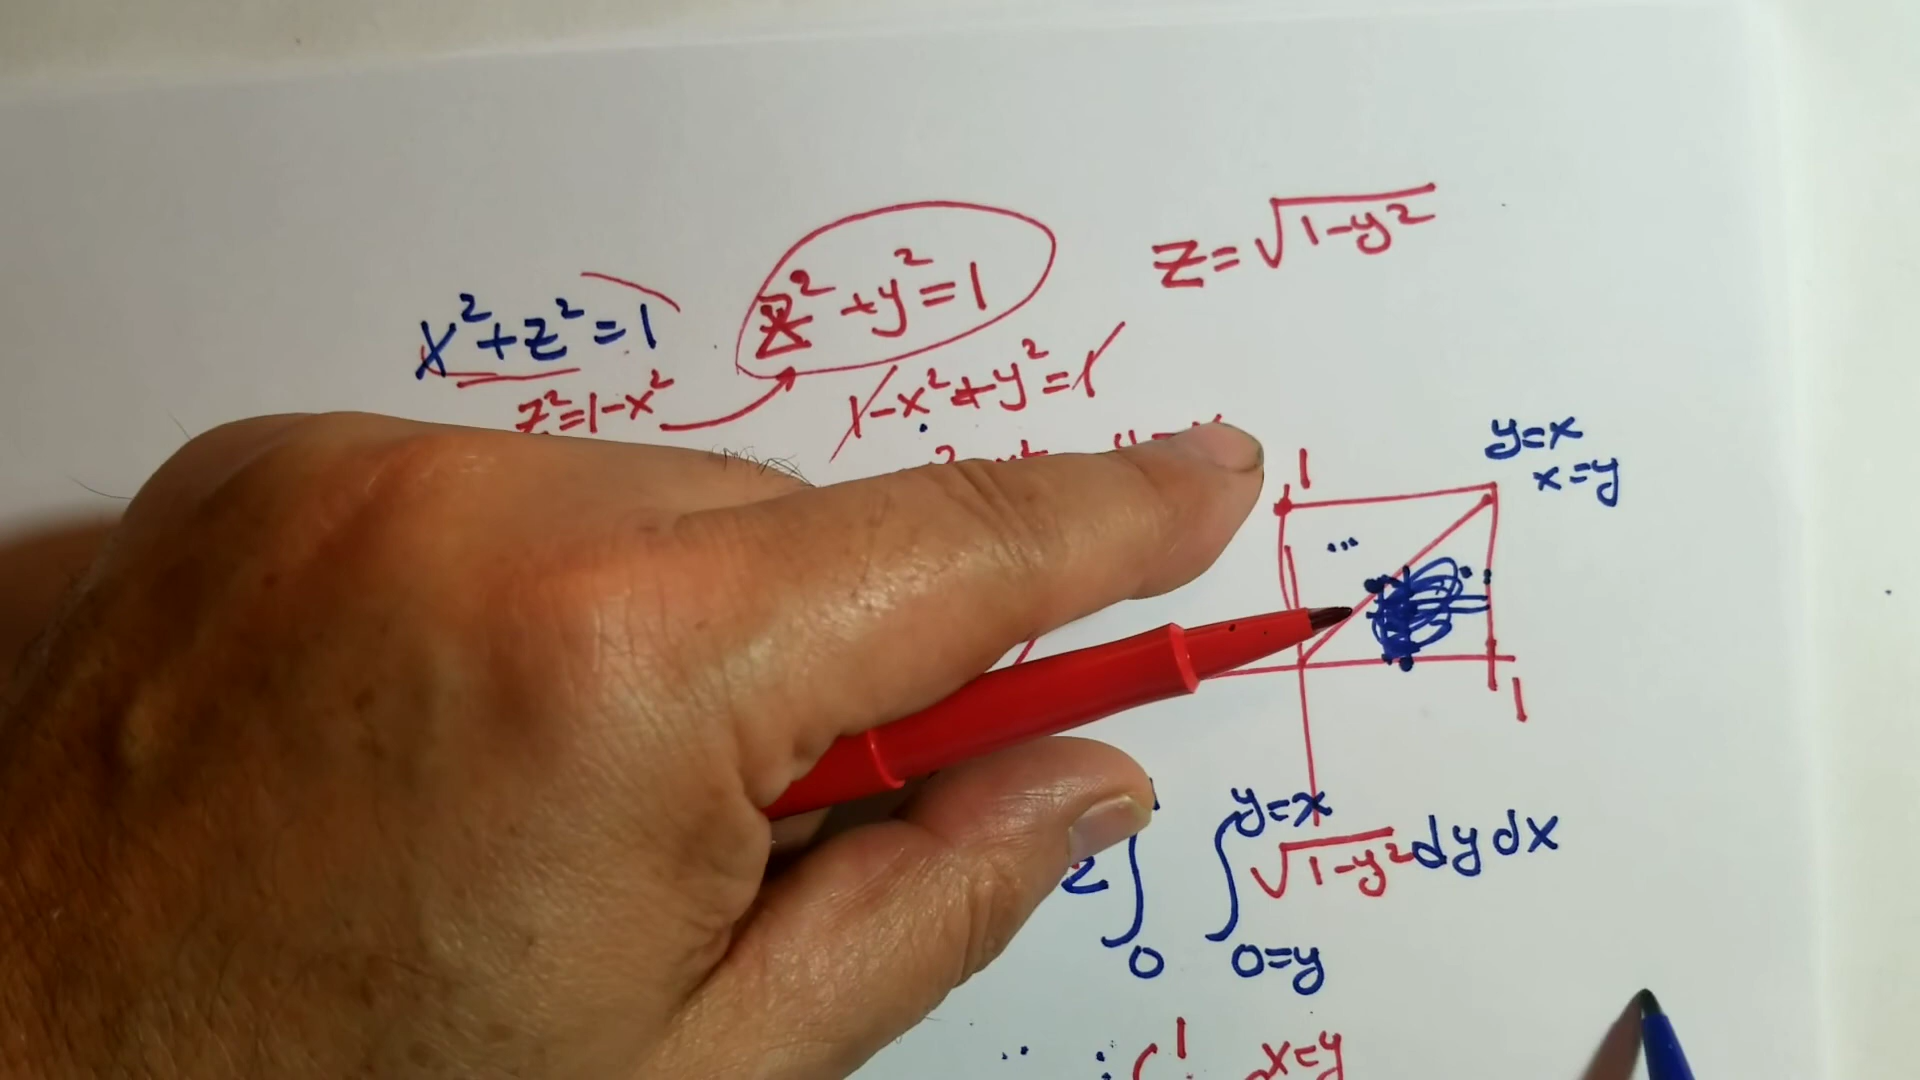 z=√(1-y²)
x²+z²=1
z²+y²=1
z²=1-x²
1-x²+y²=1
y=x
x=y
1
...
1
2∫₀ ∫_{0=y}^{y=x} √(1-y²) dy dx
1
x=y